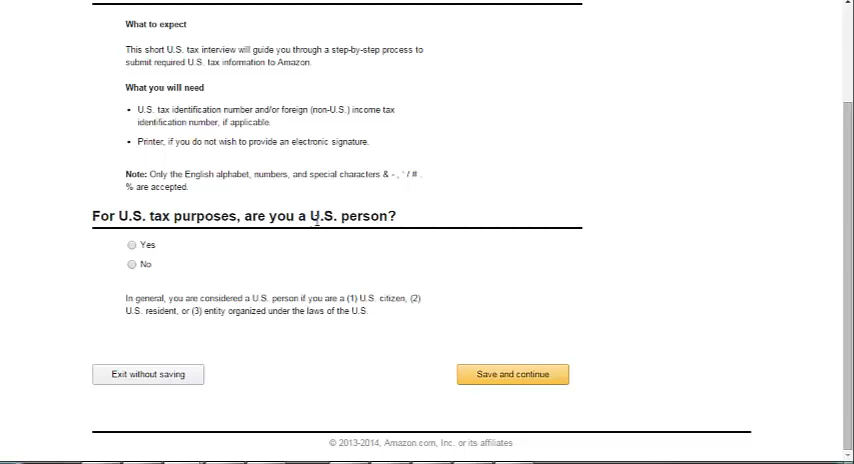 What to expect
This short U.S. tax interview will guide you through a step-by-step process to
submit required U.S. tax information to Amazon.
What you will need
• U.S. tax identification number and/or foreign (non-U.S.) income tax
identification number, if applicable.
• Printer, if you do not wish to provide an electronic signature.
Note: Only the English alphabet, numbers, and special characters & - , ' / # .
% are accepted.
For U.S. tax purposes, are you a U.S. person?
Yes
No
In general, you are considered a U.S. person if you are a (1) U.S. citizen, (2)
U.S. resident, or (3) entity organized under the laws of the U.S.
Exit without saving
Save and continue
© 2013-2014, Amazon.com, Inc. or its affiliates